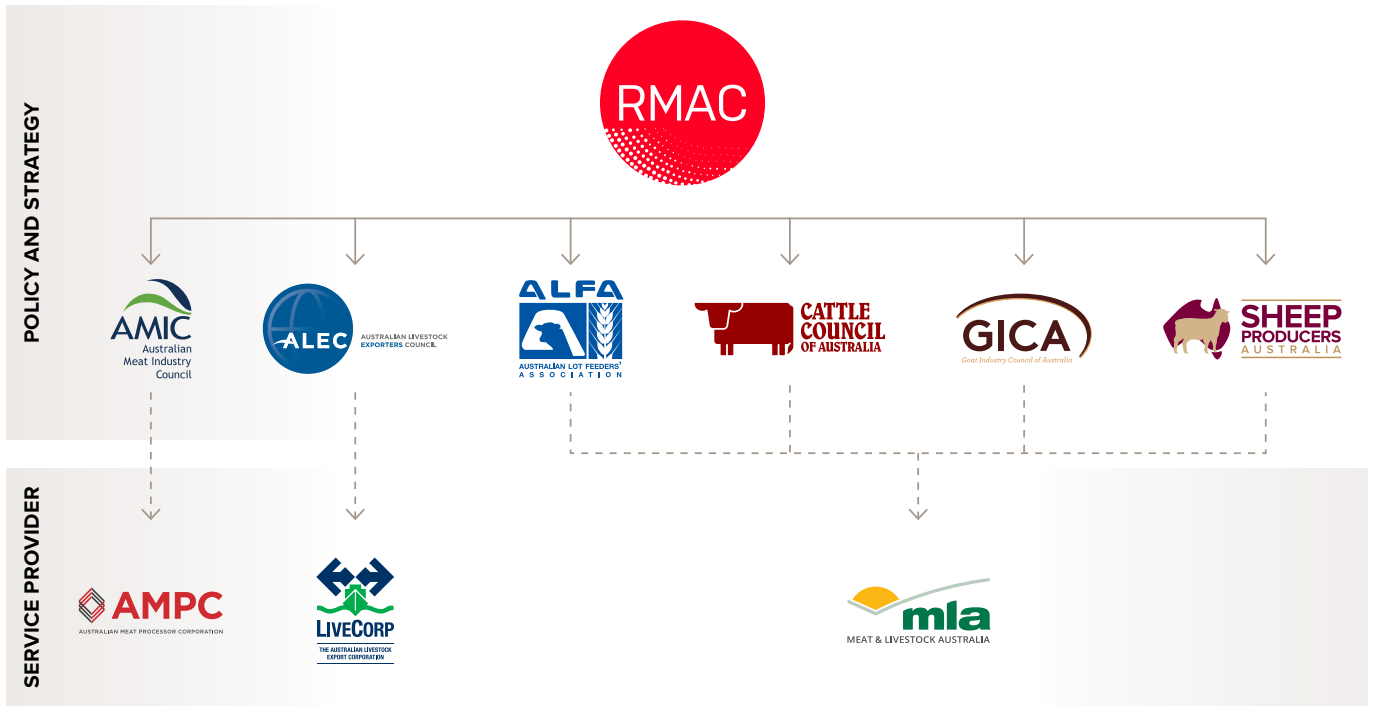 POLICY AND STRATEGY
RMAC
AMIC
Australian
Meat Industry
Council
ALEC
AUSTRALIAN LIVESTOCK
EXPORTERS COUNCIL
ALFA
AUSTRALIAN LOT FEEDERS'
ASSOCIATION
CATTLE
COUNCIL
OF AUSTRALIA
GICA
Goat Industry Council of Australia
SHEEP
PRODUCERS
AUSTRALIA
SERVICE PROVIDER
AMPC
AUSTRALIAN MEAT PROCESSOR CORPORATION
LIVECORP
THE AUSTRALIAN LIVESTOCK
EXPORT CORPORATION
mla
MEAT & LIVESTOCK AUSTRALIA